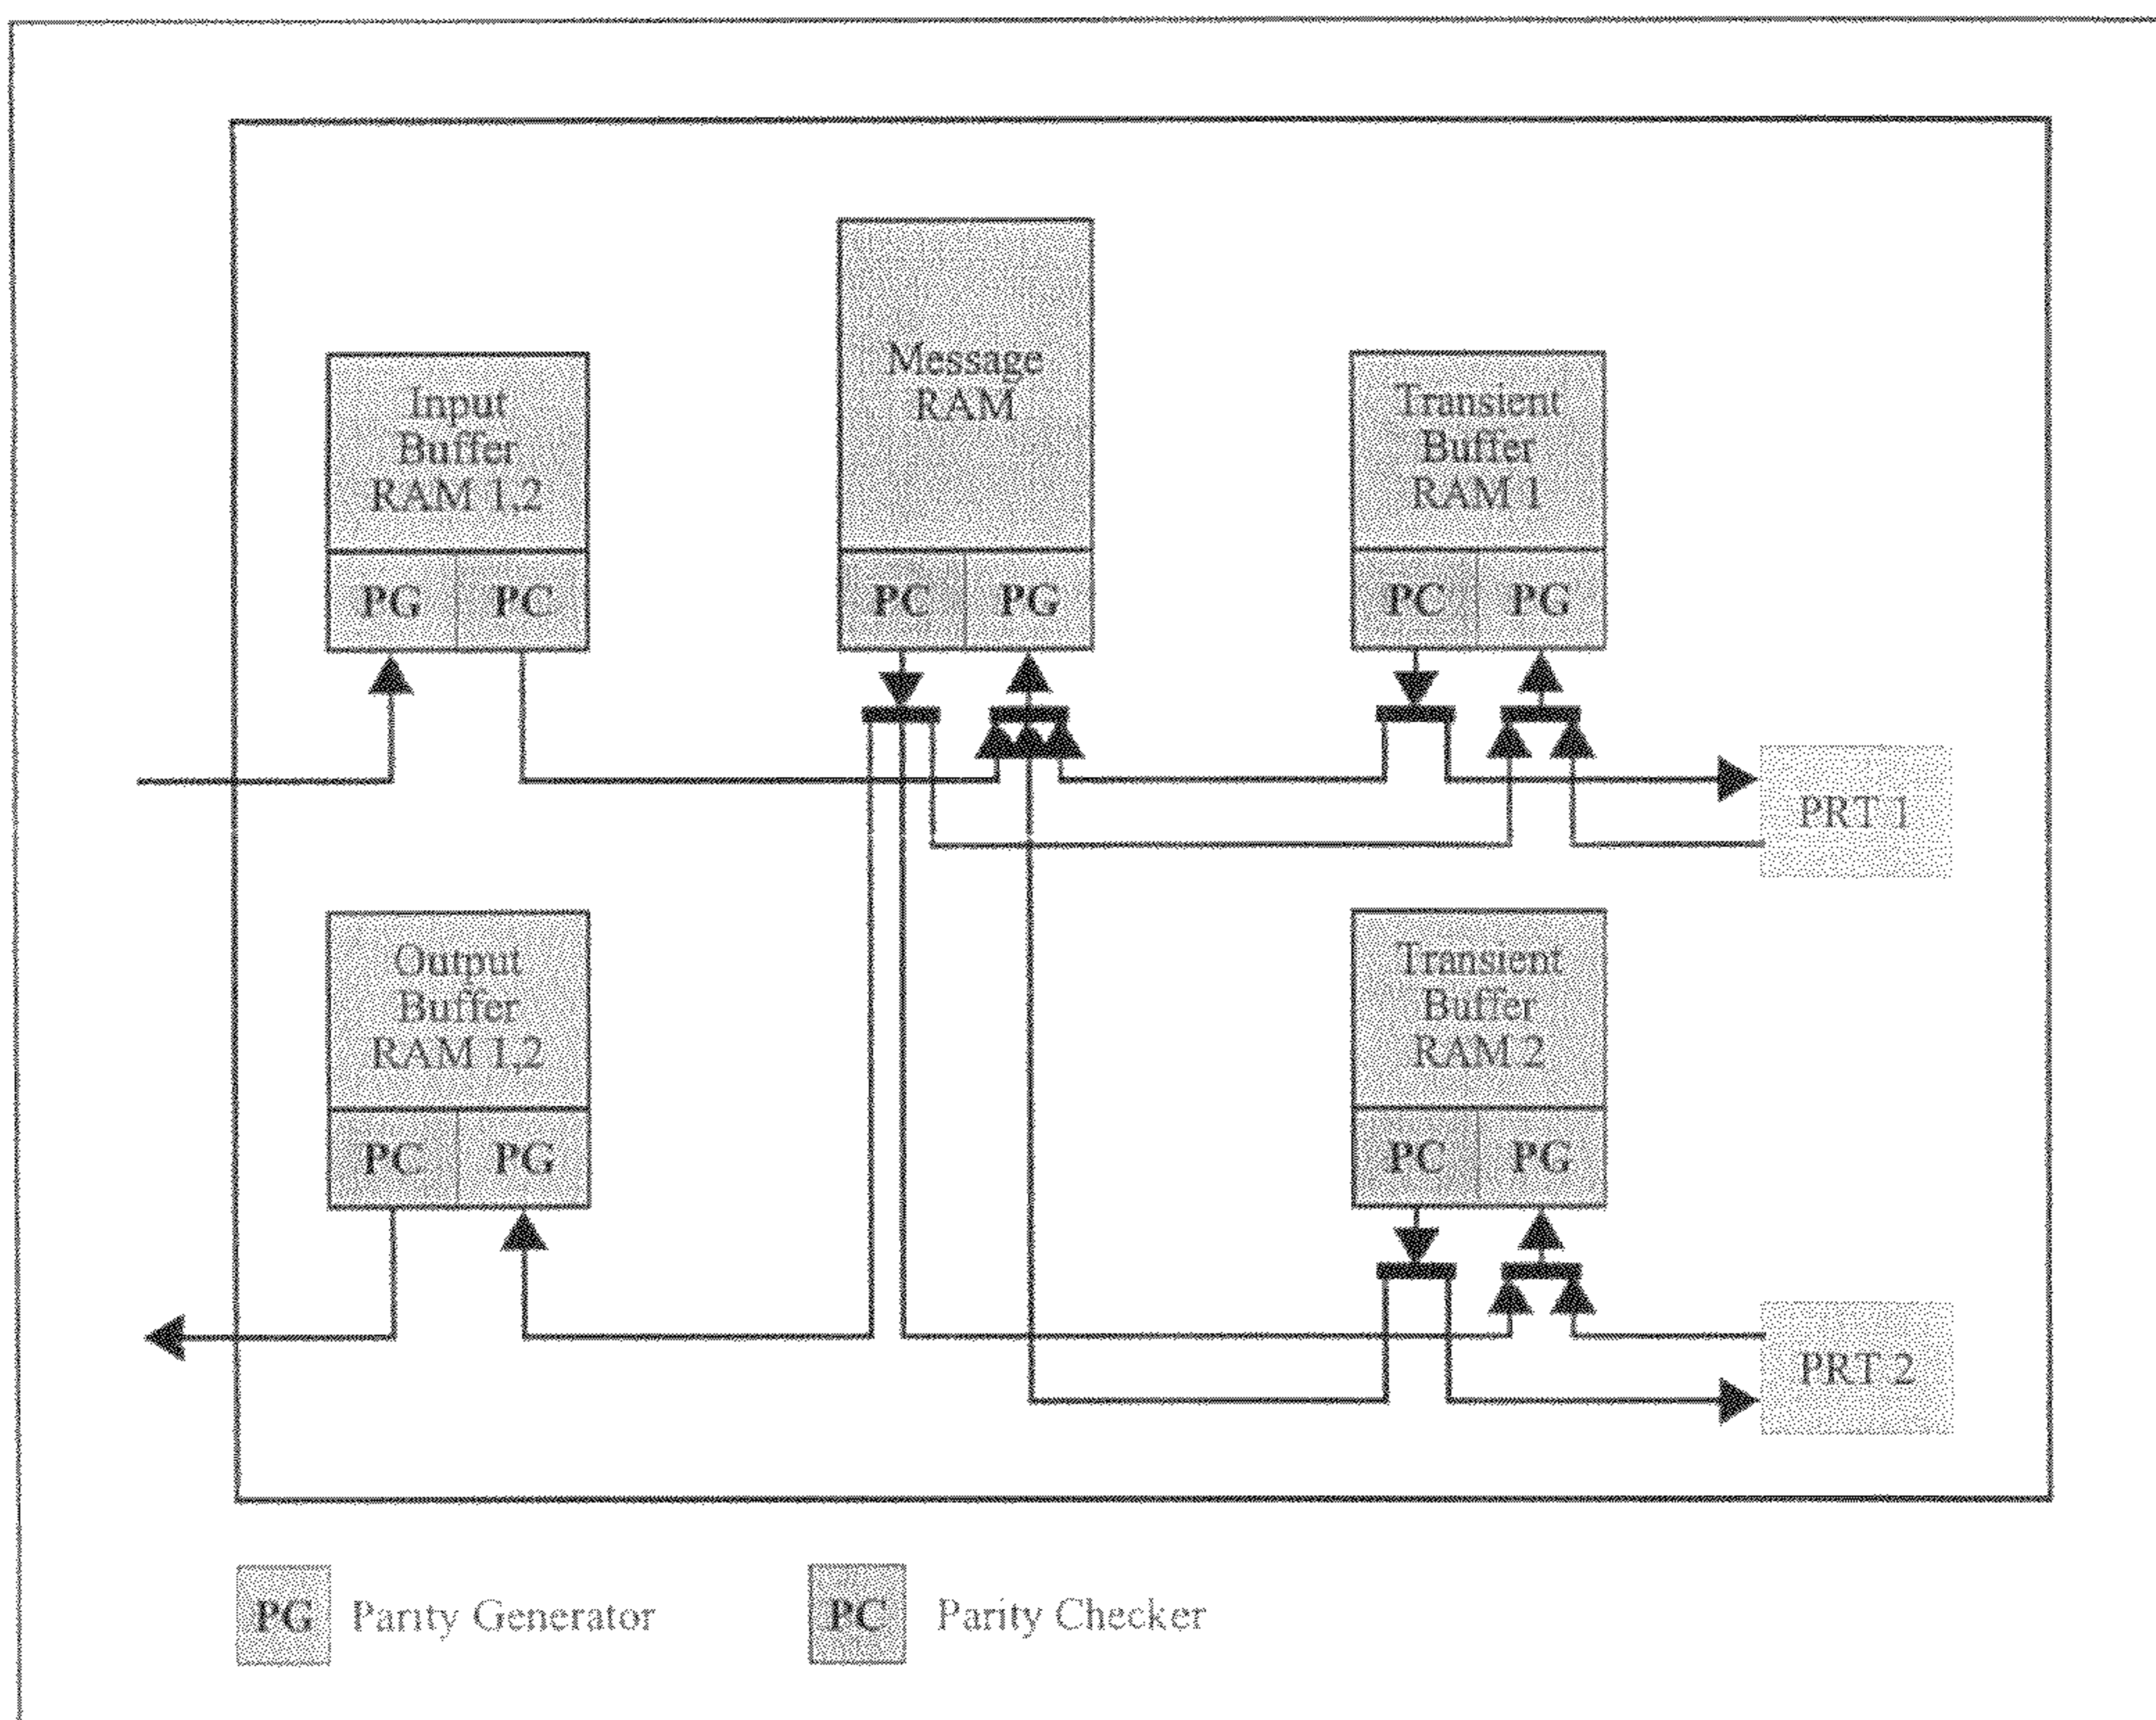 Message
RAM
Input
Buffer
RAM 1,2
Transient
Buffer
RAM 1
PG PC
PC PG
PC PG
PRT 1
Output
Buffer
RAM 1,2
Transient
Buffer
RAM 2
PC PG
PC PG
PRT 2
PG Parity Generator
PC Parity Checker